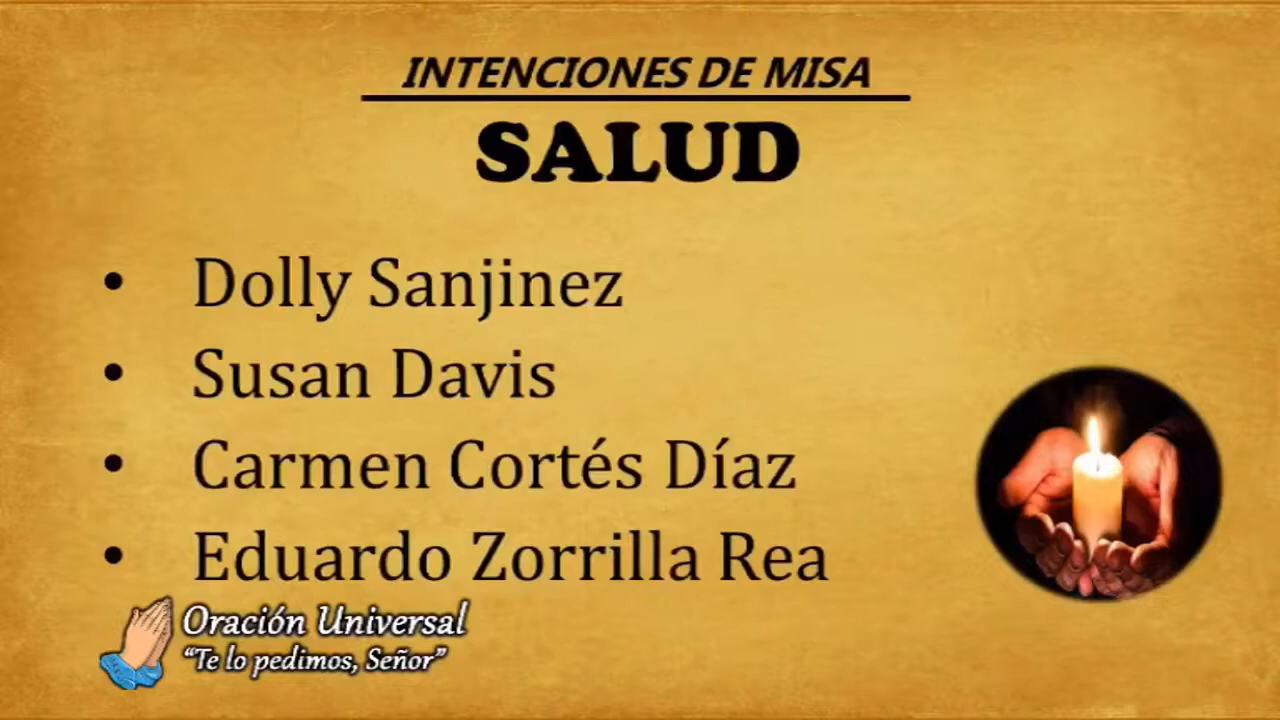 INTENCIONES DE MISA
SALUD
• Dolly Sanjinez
• Susan Davis
• Carmen Cortés Díaz
• Eduardo Zorrilla Rea
Oración Universal
“Te lo pedimos, Señor”